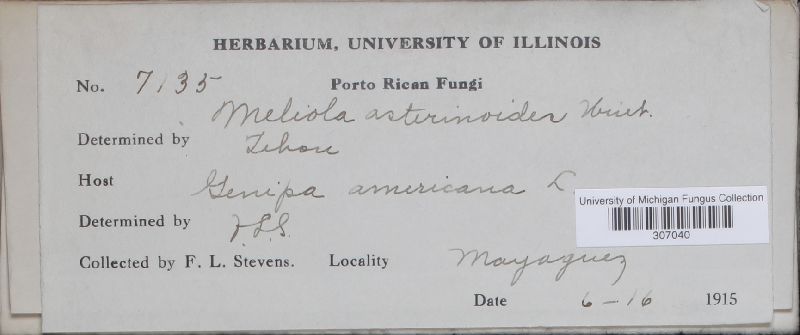 HERBARIUM, UNIVERSITY OF ILLINOIS
No. 7135 Porto Rican Fungi
Meliola asterinoides Wint.
Determined by Tehon
Host Genipa americana L.
University of Michigan Fungus Collection
307040
Determined by F.L.S.
Collected by F. L. Stevens. Locality Mayaguez
Date 6-16 1915